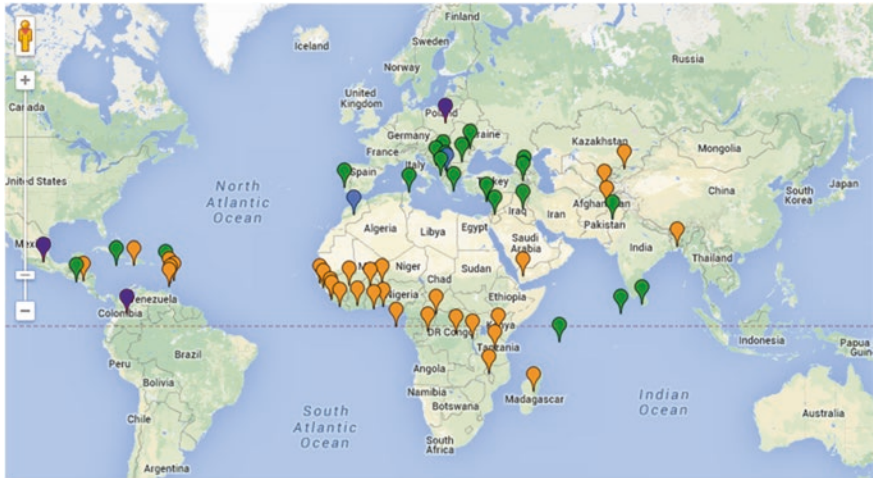 Finland
Iceland
Sweden
Russia
Norway
Canada
United
Kingdom
Poland
Germany
Ukraine
Kazakhstan
France
Mongolia
Italy
Spain
United States
North
Atlantic
Ocean
China
South
Korea
Japan
Afghanistan
Iraq
Iran
Pakistan
Algeria
Libya
Egypt
Saudi
Arabia
India
Thailand
Niger
Chad
Sudan
Nigeria
Ethiopia
Venezuela
Colombia
DR Congo
Kenya
Tanzania
Indonesia
Papua
Peru
Brazil
Angola
Bolivia
Namibia
Madagascar
Botswana
Indian
Ocean
Chile
South
Atlantic
Ocean
Australia
South
Africa
Argentina